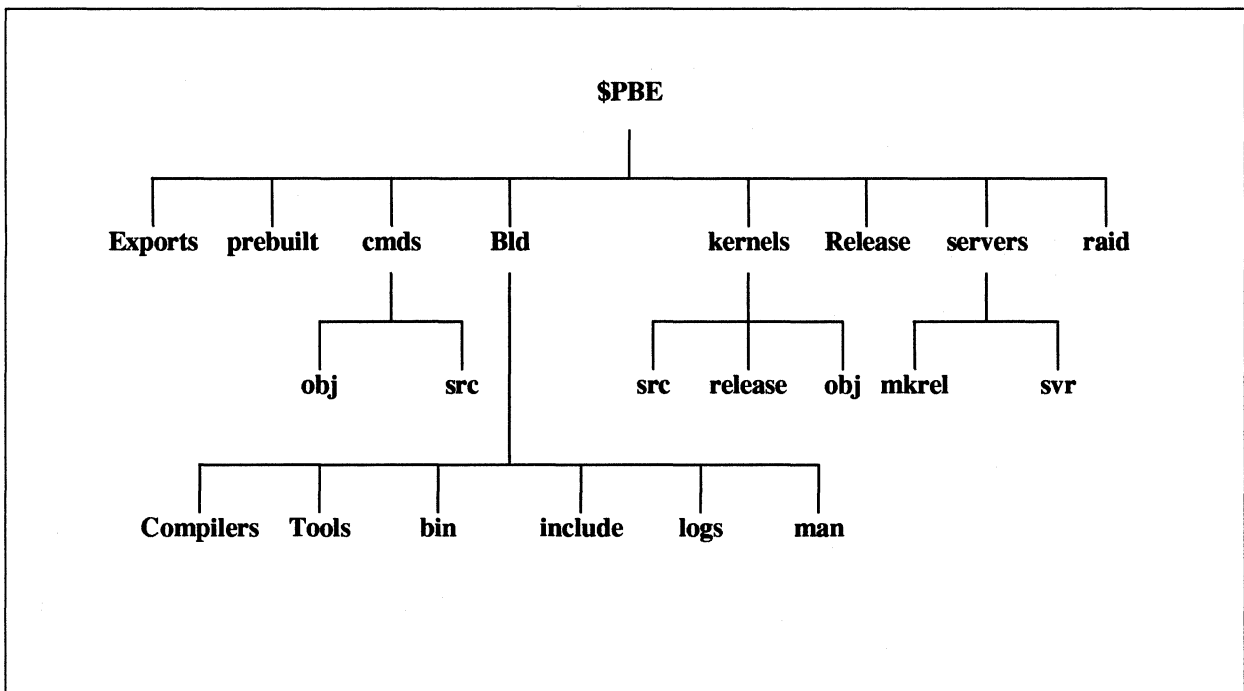 $PBE
Exports prebuilt cmds Bld kernels Release servers raid
obj src src release obj mkrel svr
Compilers Tools bin include logs man